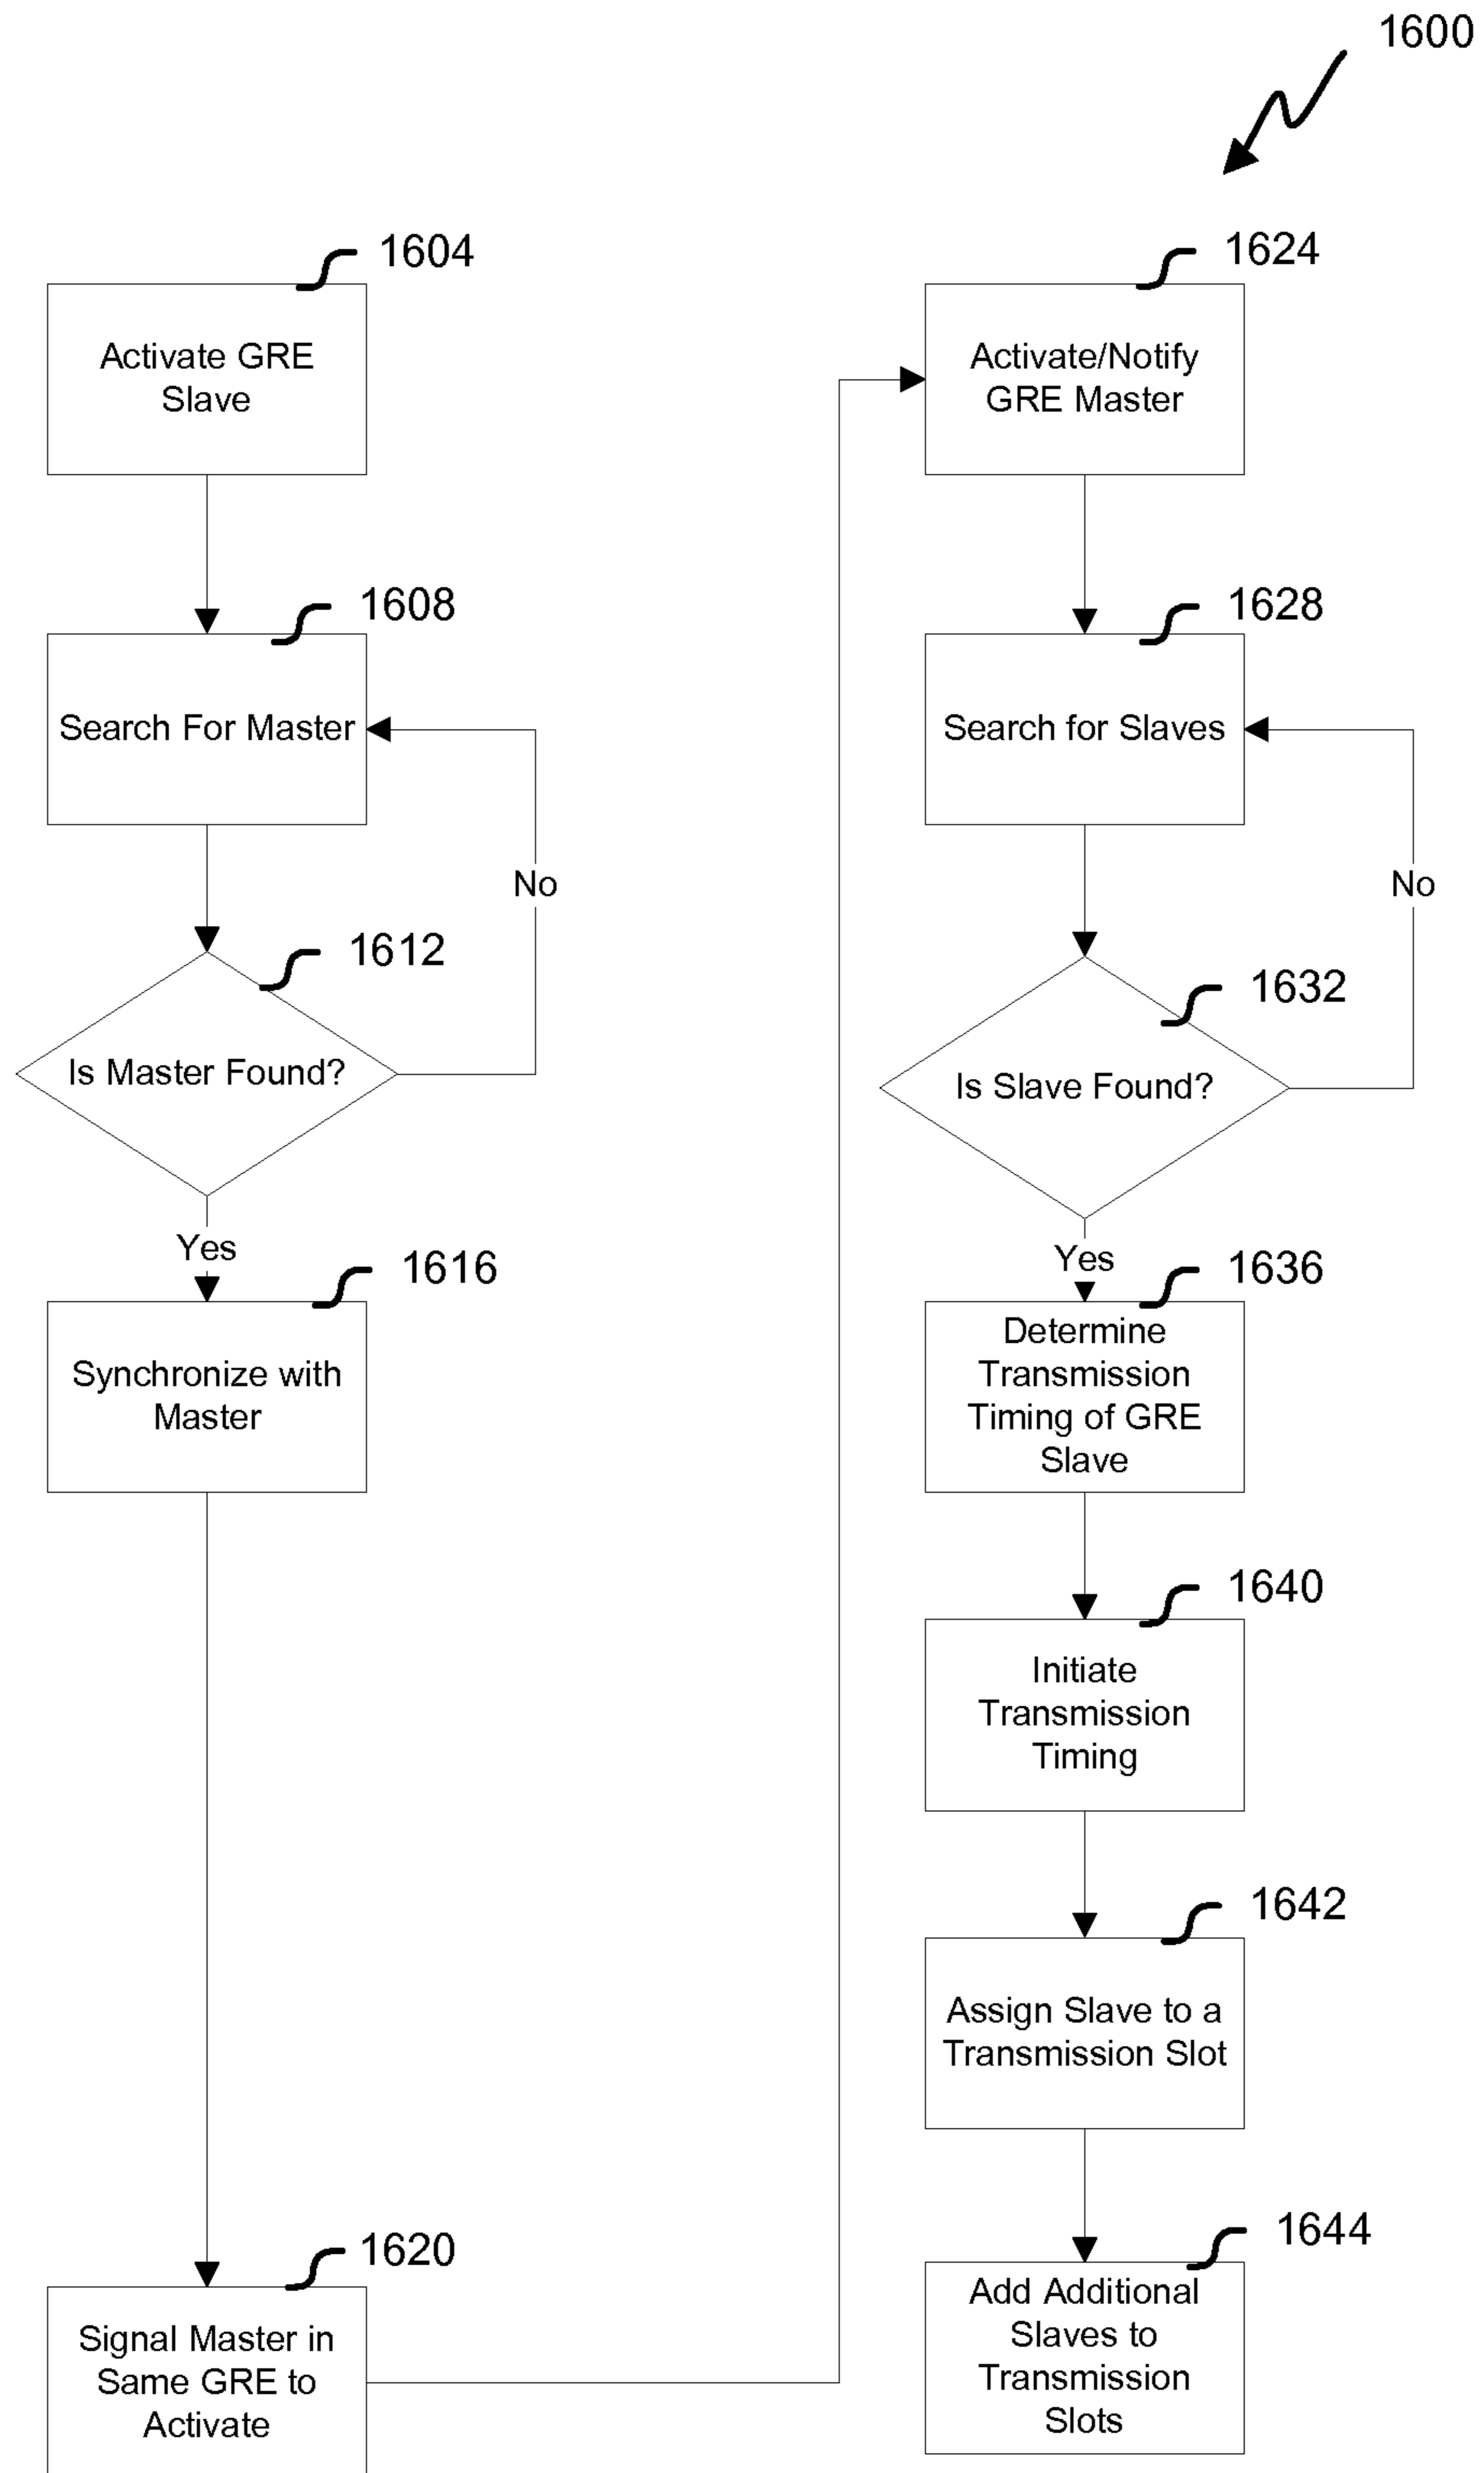 1600
1604
Activate GRE
Slave
1608
Search For Master
No
1612
Is Master Found?
Yes
1616
Synchronize with
Master
1620
Signal Master in
Same GRE to
Activate
1624
Activate/Notify
GRE Master
1628
Search for Slaves
No
1632
Is Slave Found?
Yes
1636
Determine
Transmission
Timing of GRE
Slave
1640
Initiate
Transmission
Timing
1642
Assign Slave to a
Transmission Slot
1644
Add Additional
Slaves to
Transmission
Slots